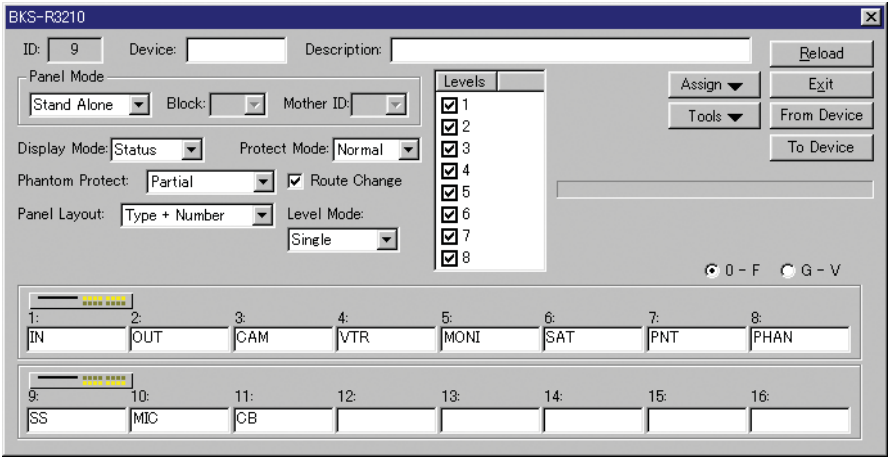 BKS-R3210
ID: 9 Device: Description: Reload
Panel Mode Levels Assign Exit
Stand Alone Block: Mother ID: 1 Tools From Device
2
Display Mode: Status Protect Mode: Normal 3 To Device
4
Phantom Protect: Partial Route Change 5
Panel Layout: Type + Number Level Mode: 6
Single 7
8
0 - F G - V
1: 2: 3: 4: 5: 6: 7: 8:
IN OUT CAM VTR MONI SAT PNT PHAN
9: 10: 11: 12: 13: 14: 15: 16:
SS MIC CB